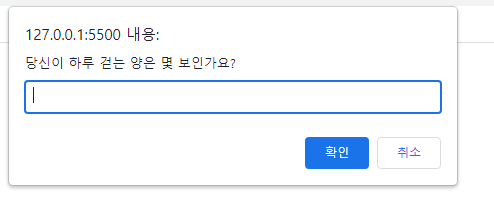 127.0.0.1:5500 내용:
당신이 하루 걷는 양은 몇 보인가요?
확인
취소